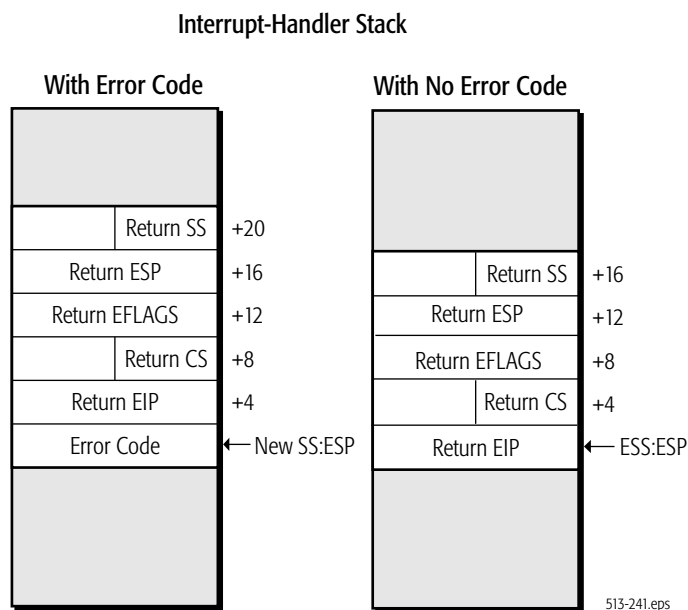 Interrupt-Handler Stack
With Error Code
Return SS +20
Return ESP +16
Return EFLAGS +12
Return CS +8
Return EIP +4
Error Code New SS:ESP
With No Error Code
Return SS +16
Return ESP +12
Return EFLAGS +8
Return CS +4
Return EIP ESS:ESP
513-241.eps